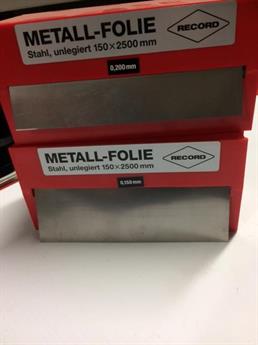 METALL-FOLIE
RECORD
Stahl, unlegiert 150×2500 mm
0,200 mm
METALL-FOLIE
RECORD
Stahl, unlegiert 150×2500 mm
0,150 mm